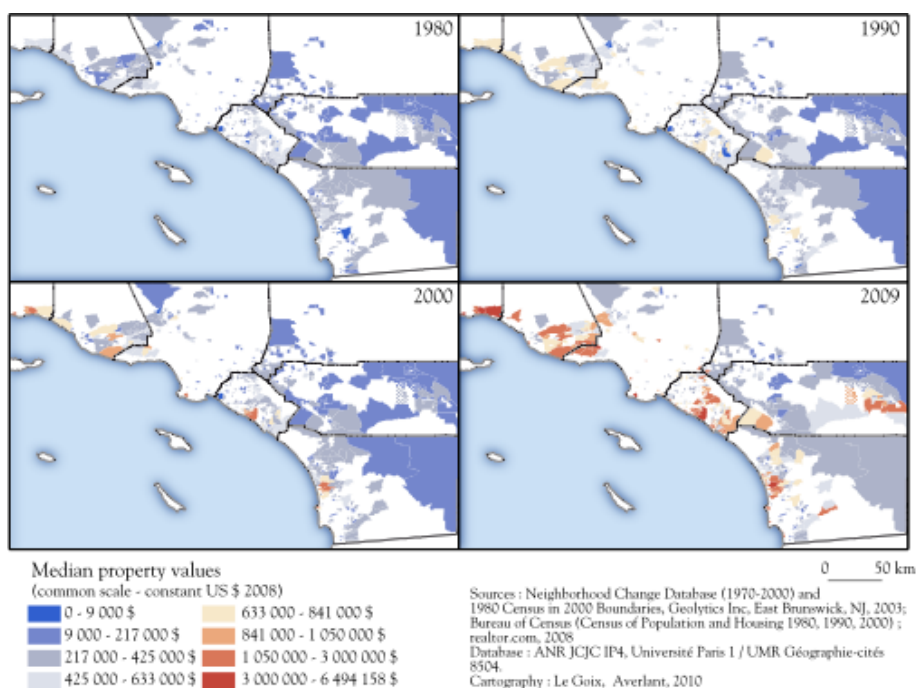 1980
1990
2000
2009
Median property values
(common scale - constant US $ 2008)
0 - 9 000 $
9 000 - 217 000 $
217 000 - 425 000 $
425 000 - 633 000 $
633 000 - 841 000 $
841 000 - 1 050 000 $
1 050 000 - 3 000 000 $
3 000 000 - 6 494 158 $
0 50 km
Sources : Neighborhood Change Database (1970-2000) and
1980 Census in 2000 Boundaries, Geolytics Inc, East Brunswick, NJ, 2003;
Bureau of Census (Census of Population and Housing 1980, 1990, 2000) ;
realtor.com, 2008
Database : ANR JCJC IP4, Université Paris 1 / UMR Géographie-cités
8504.
Cartography : Le Goix, Averlant, 2010